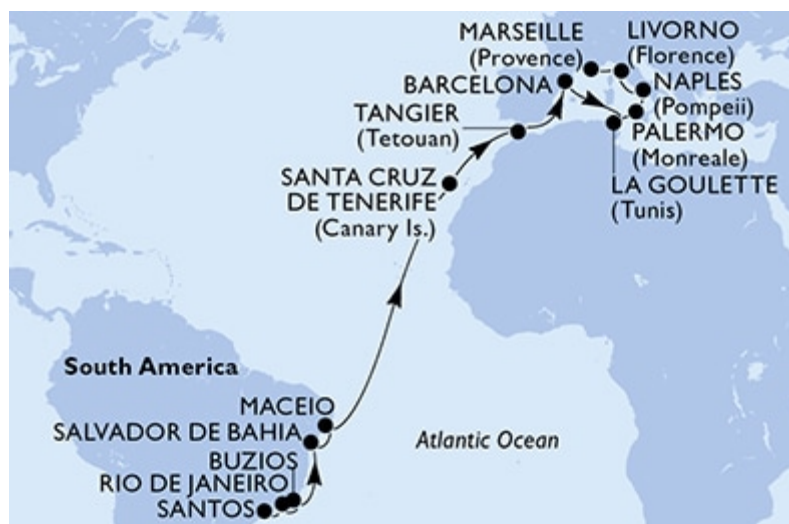 MARSEILLE
(Provence)
LIVORNO
(Florence)
BARCELONA
NAPLES
(Pompeii)
TANGIER
(Tetouan)
PALERMO
(Monreale)
SANTA CRUZ
DE TENERIFE
(Canary Is.)
LA GOULETTE
(Tunis)
South America
MACEIO
SALVADOR DE BAHIA
Atlantic Ocean
BUZIOS
RIO DE JANEIRO
SANTOS